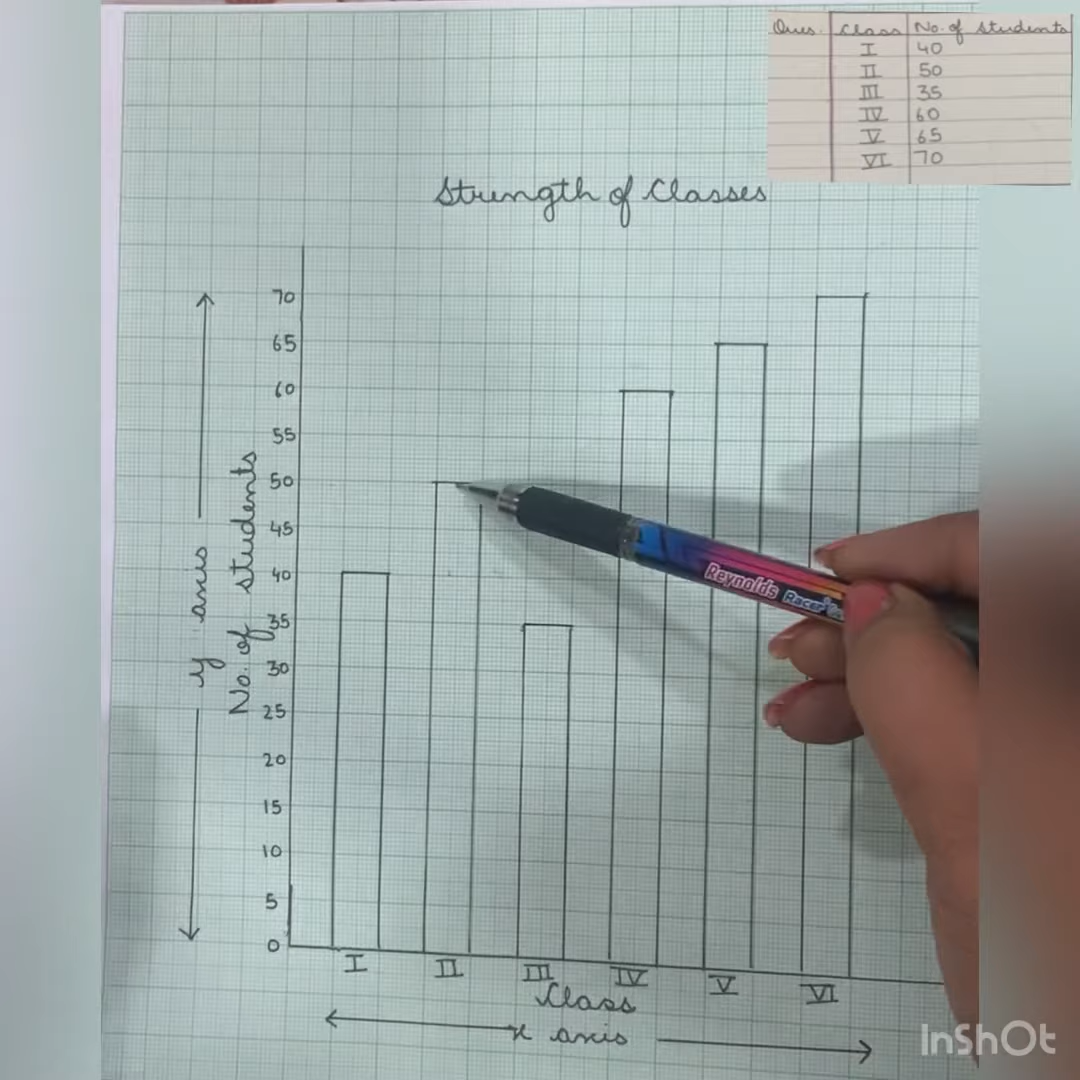 Ques. Class No. of students
I 40
II 50
III 35
IV 60
V 65
VI 70
Strength of Classes
70
65
60
55
50
45
40
35
30
25
20
15
10
5
0
y axis
No. of students
Reynolds Racer
I II III IV V VI
Class
x axis
InShOt